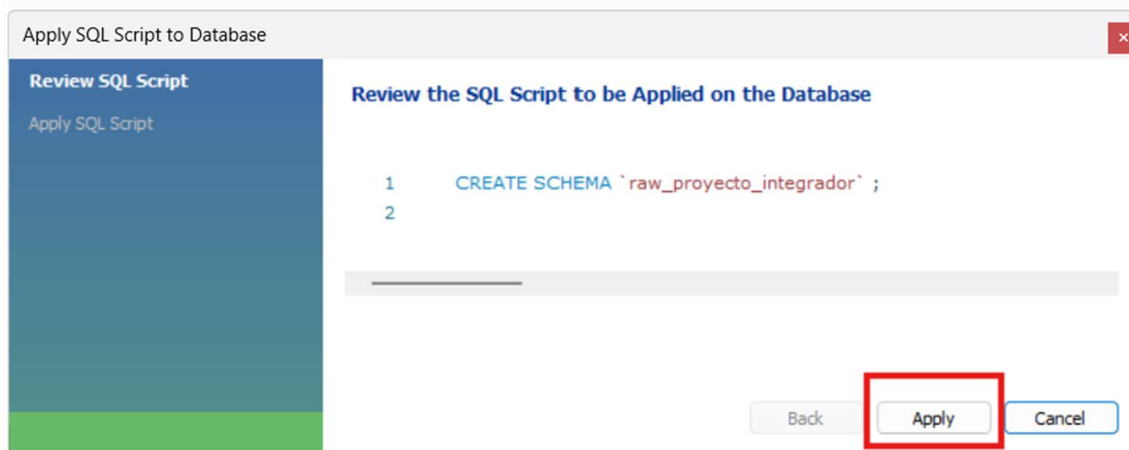 Apply SQL Script to Database
×
Review SQL Script
Apply SQL Script
Review the SQL Script to be Applied on the Database
1 CREATE SCHEMA `raw_proyecto_integrador` ;
2
Back Apply Cancel